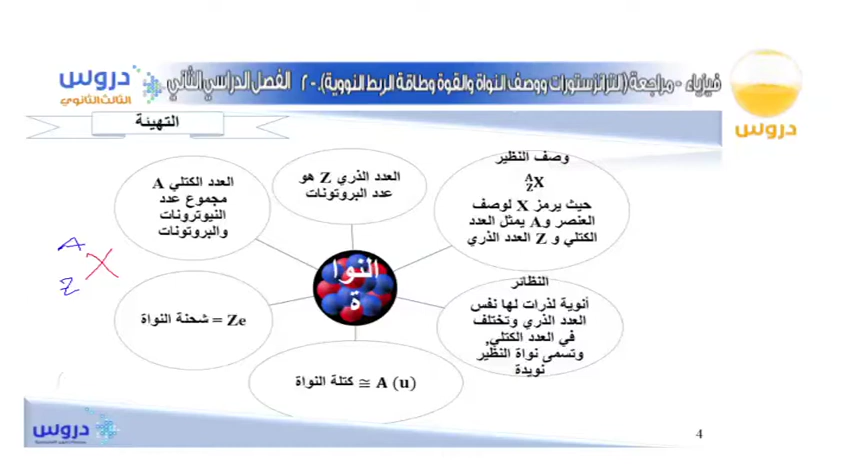 دروس
الثالث الثانوي
فيزياء - مراجعة (الترانزستورات ووصف النواة والقوة وطاقة الربط النووية). -٢ الفصل الدراسي الثاني
دروس
التهيئة
وصف النظير
A
Z X
حيث يرمز X لوصف
العنصر وA يمثل العدد
الكتلي و Z العدد الذري
العدد الذري Z هو
عدد البروتونات
العدد الكتلي A
مجموع عدد
النيوترونات
والبروتونات
A
X
Z
النوا
ة
النظائر
أنوية لذرات لها نفس
العدد الذري وتختلف
في العدد الكتلي,
وتسمى نواة النظير
نويدة
شحنة النواة = Ze
كتلة النواة ≅ A (u)
دروس
4